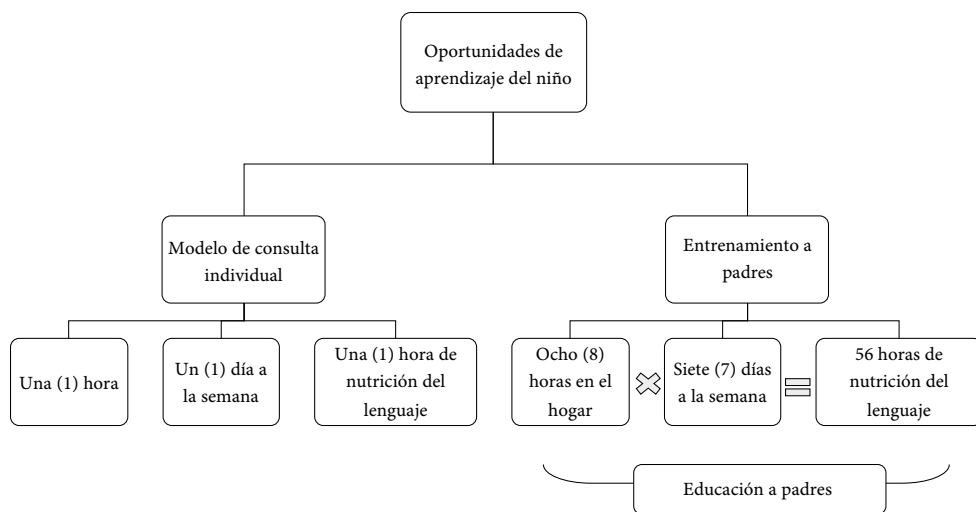 Oportunidades de
aprendizaje del niño
Modelo de consulta
individual
Entrenamiento a
padres
Una (1) hora
Un (1) día a
la semana
Una (1) hora de
nutrición del
lenguaje
Ocho (8)
horas en el
hogar
Siete (7) días
a la semana
56 horas de
nutrición del
lenguaje
Educación a padres